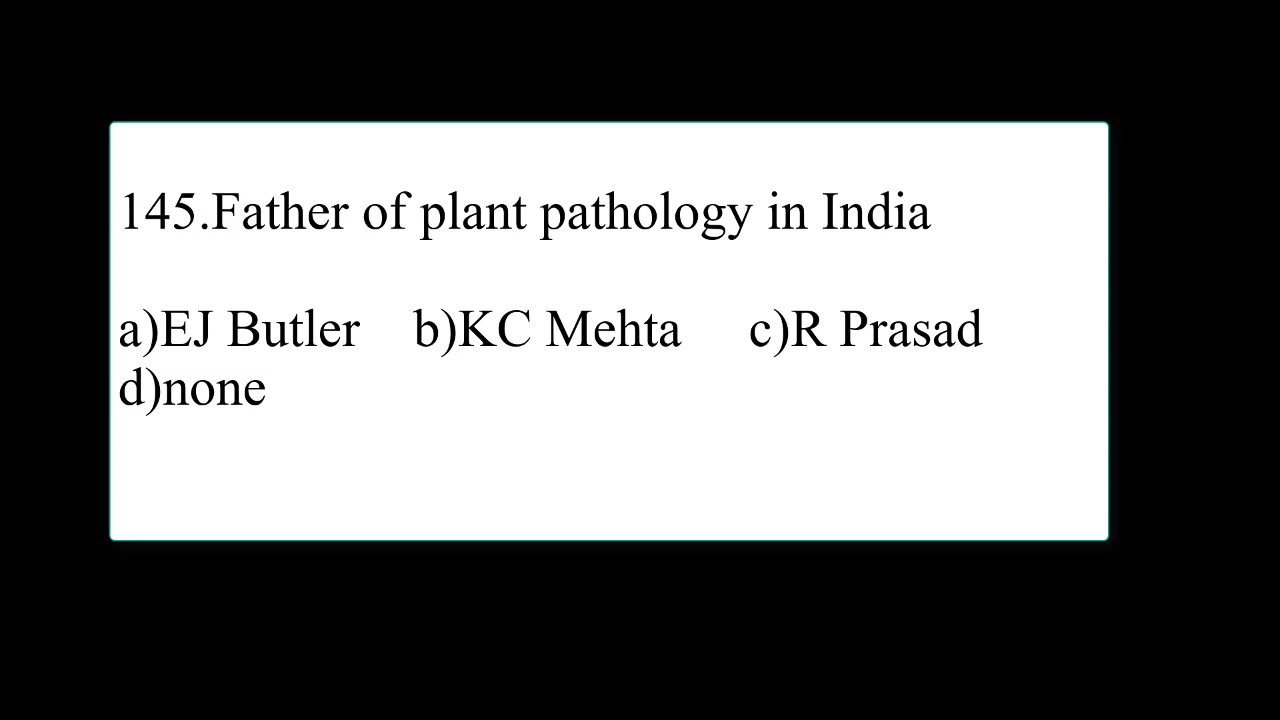 145.Father of plant pathology in India
a)EJ Butler b)KC Mehta c)R Prasad
d)none